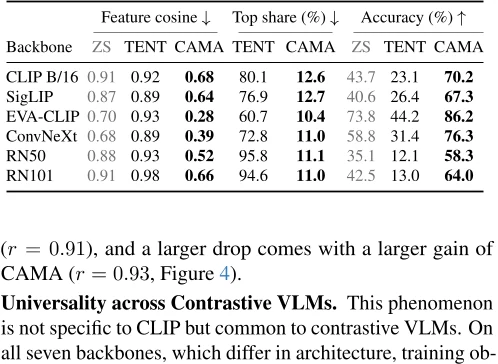 Feature cosine ↓ Top share (%) ↓ Accuracy (%) ↑
Backbone ZS TENT CAMA TENT CAMA ZS TENT CAMA
CLIP B/16 0.91 0.92 0.68 80.1 12.6 43.7 23.1 70.2
SigLIP 0.87 0.89 0.64 76.9 12.7 40.6 26.4 67.3
EVA-CLIP 0.70 0.93 0.28 60.7 10.4 73.8 44.2 86.2
ConvNeXt 0.68 0.89 0.39 72.8 11.0 58.8 31.4 76.3
RN50 0.88 0.93 0.52 95.8 11.1 35.1 12.1 58.3
RN101 0.91 0.98 0.66 94.6 11.0 42.5 13.0 64.0
(r = 0.91), and a larger drop comes with a larger gain of
CAMA (r = 0.93, Figure 4).
Universality across Contrastive VLMs. This phenomenon
is not specific to CLIP but common to contrastive VLMs. On
all seven backbones, which differ in architecture, training ob-